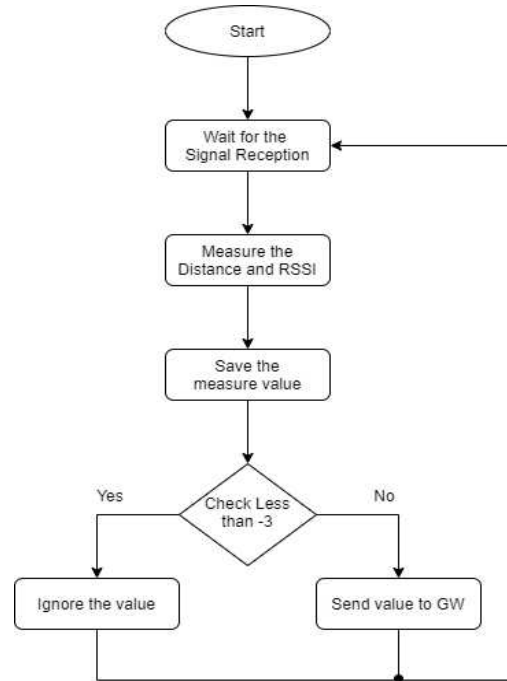 Start
Wait for the
Signal Reception
Measure the
Distance and RSSI
Save the
measure value
Check Less
than -3
Yes
No
Ignore the value
Send value to GW